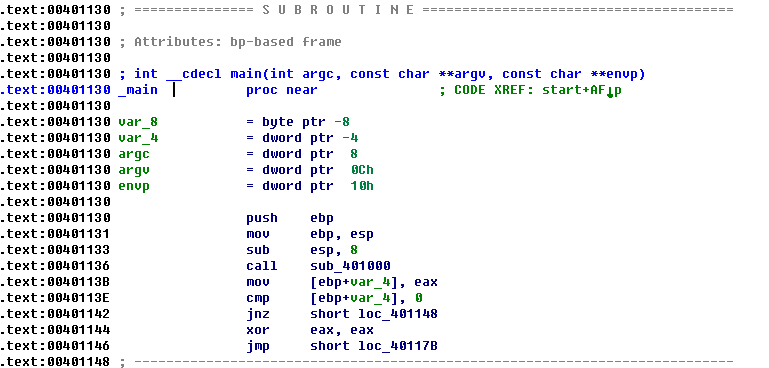 .text:00401130 ; =============== S U B R O U T I N E =======================================
.text:00401130
.text:00401130 ; Attributes: bp-based frame
.text:00401130
.text:00401130 ; int __cdecl main(int argc, const char **argv, const char **envp)
.text:00401130 _main           proc near               ; CODE XREF: start+AF↓p
.text:00401130
.text:00401130 var_8           = byte ptr -8
.text:00401130 var_4           = dword ptr -4
.text:00401130 argc            = dword ptr  8
.text:00401130 argv            = dword ptr  0Ch
.text:00401130 envp            = dword ptr  10h
.text:00401130
.text:00401130                 push    ebp
.text:00401131                 mov     ebp, esp
.text:00401133                 sub     esp, 8
.text:00401136                 call    sub_401000
.text:0040113B                 mov     [ebp+var_4], eax
.text:0040113E                 cmp     [ebp+var_4], 0
.text:00401142                 jnz     short loc_401148
.text:00401144                 xor     eax, eax
.text:00401146                 jmp     short loc_40117B
.text:00401148 ; ---------------------------------------------------------------------------